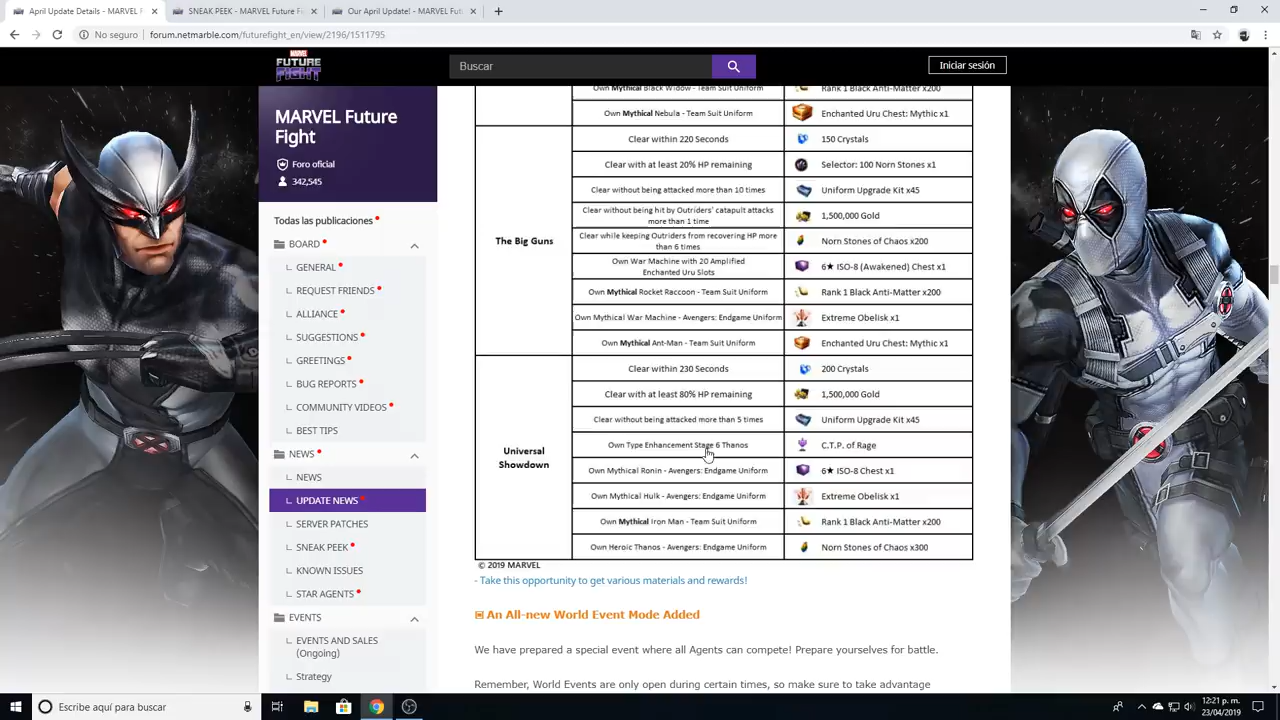 April Update Details - MARVEL F
SNEAK PEEK - MARVEL Future Fi
Our April Update! - MARVEL Fut
No seguro
forum.netmarble.com/futurefight_en/view/2196/1511795
MARVEL
FUTURE
FIGHT
Buscar
Iniciar sesión
MARVEL Future
Fight
Foro oficial
342,545
Todas las publicaciones
BOARD
GENERAL
REQUEST FRIENDS
ALLIANCE
SUGGESTIONS
GREETINGS
BUG REPORTS
COMMUNITY VIDEOS
BEST TIPS
NEWS
NEWS
UPDATE NEWS
SERVER PATCHES
SNEAK PEEK
KNOWN ISSUES
STAR AGENTS
EVENTS
EVENTS AND SALES
(Ongoing)
Strategy
Own Mythical Black Widow - Team Suit Uniform
Rank 1 Black Anti-Matter x200
Own Mythical Nebula - Team Suit Uniform
Enchanted Uru Chest: Mythic x1
The Big Guns
Clear within 220 Seconds
150 Crystals
Clear with at least 20% HP remaining
Selector: 100 Norn Stones x1
Clear without being attacked more than 10 times
Uniform Upgrade Kit x45
Clear without being hit by Outriders' catapult attacks
more than 1 time
1,500,000 Gold
Clear while keeping Outriders from recovering HP more
than 6 times
Norn Stones of Chaos x200
Own War Machine with 20 Amplified
Enchanted Uru Slots
6★ ISO-8 (Awakened) Chest x1
Own Mythical Rocket Raccoon - Team Suit Uniform
Rank 1 Black Anti-Matter x200
Own Mythical War Machine - Avengers: Endgame Uniform
Extreme Obelisk x1
Own Mythical Ant-Man - Team Suit Uniform
Enchanted Uru Chest: Mythic x1
Universal
Showdown
Clear within 230 Seconds
200 Crystals
Clear with at least 80% HP remaining
1,500,000 Gold
Clear without being attacked more than 5 times
Uniform Upgrade Kit x45
Own Type Enhancement Stage 6 Thanos
C.T.P. of Rage
Own Mythical Ronin - Avengers: Endgame Uniform
6★ ISO-8 Chest x1
Own Mythical Hulk - Avengers: Endgame Uniform
Extreme Obelisk x1
Own Mythical Iron Man - Team Suit Uniform
Rank 1 Black Anti-Matter x200
Own Heroic Thanos - Avengers: Endgame Uniform
Norn Stones of Chaos x300
© 2019 MARVEL
- Take this opportunity to get various materials and rewards!
▣ An All-new World Event Mode Added
We have prepared a special event where all Agents can compete! Prepare yourselves for battle.
Remember, World Events are only open during certain times, so make sure to take advantage
Escribe aquí para buscar
12:21 p. m.
23/04/2019